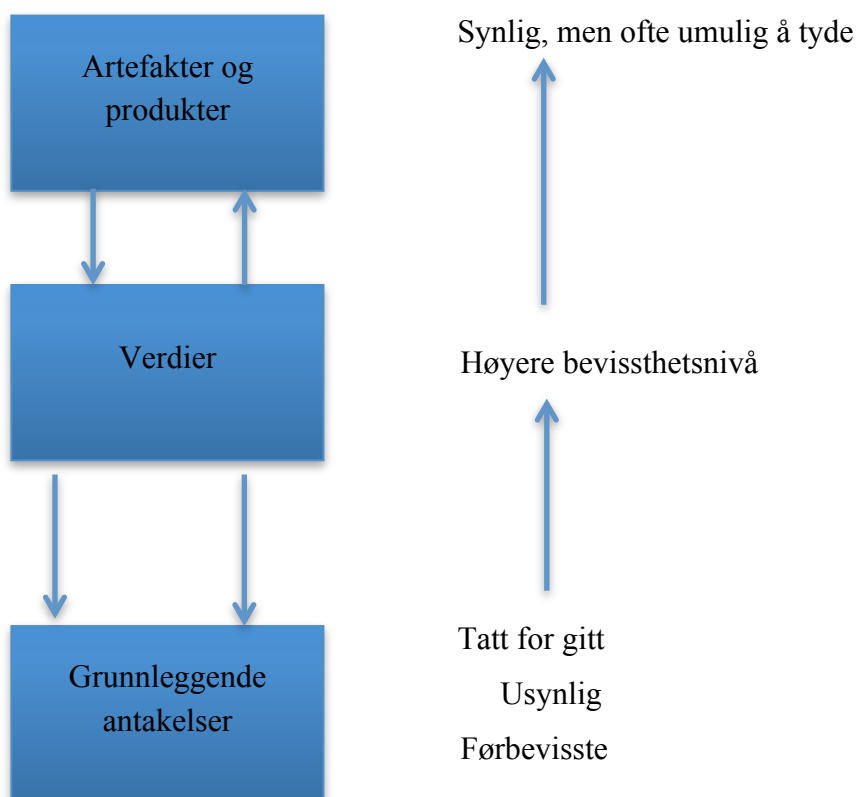 Synlig, men ofte umulig å tyde
Artefakter og
produkter
Verdier
Høyere bevissthetsnivå
Grunnleggende
antakelser
Tatt for gitt
Usynlig
Førbevisste